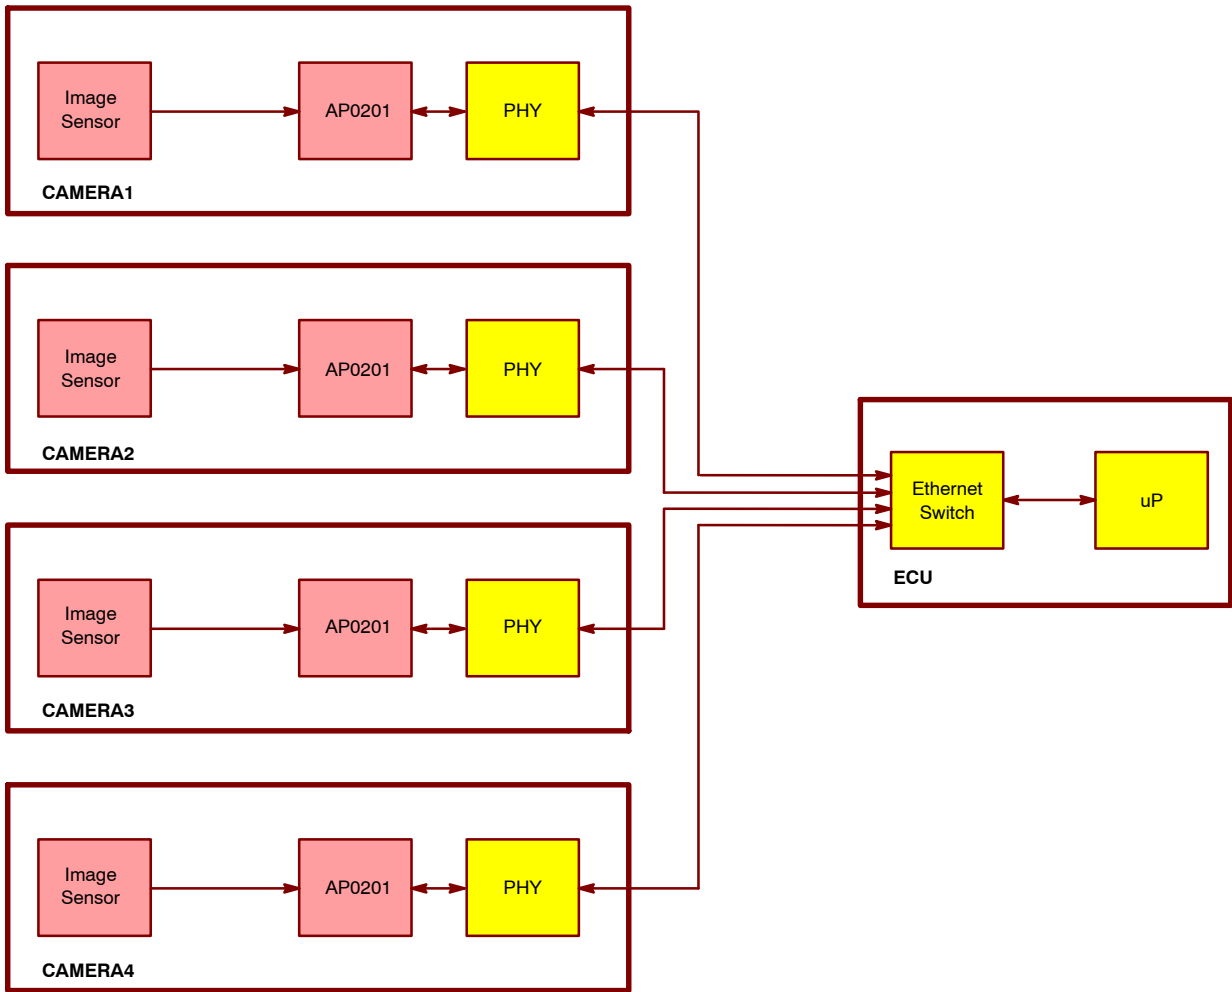 Image
Sensor
AP0201
PHY
CAMERA1
Image
Sensor
AP0201
PHY
CAMERA2
Image
Sensor
AP0201
PHY
CAMERA3
Image
Sensor
AP0201
PHY
CAMERA4
Ethernet
Switch
uP
ECU